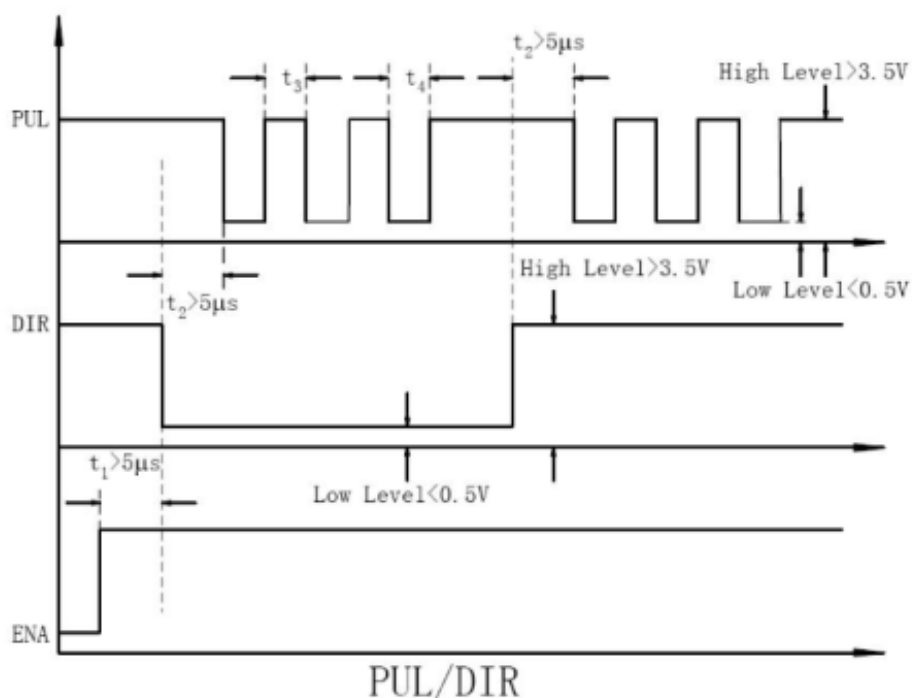 t₂>5μs
High Level>3.5V
t₃
t₄
PUL
High Level>3.5V
Low Level<0.5V
t₂>5μs
DIR
t₁>5μs
Low Level<0.5V
ENA
PUL/DIR